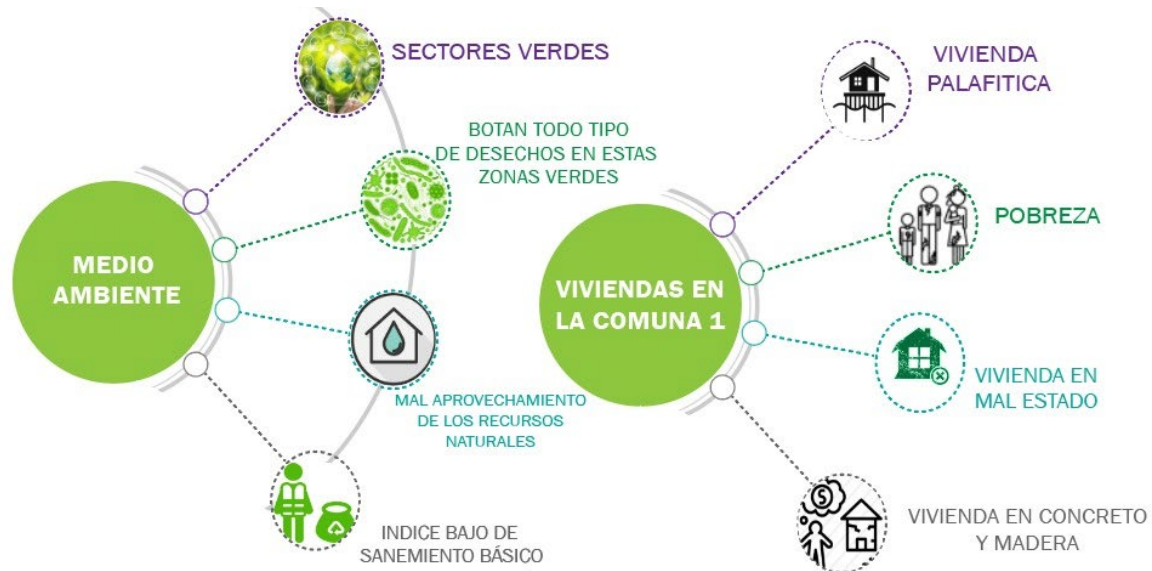 MEDIO
AMBIENTE
SECTORES VERDES
BOTAN TODO TIPO
DE DESECHOS EN ESTAS
ZONAS VERDES
MAL APROVECHAMIENTO
DE LOS RECURSOS
NATURALES
INDICE BAJO DE
SANEMIENTO BÁSICO
VIVIENDAS EN
LA COMUNA 1
VIVIENDA
PALAFITICA
POBREZA
VIVIENDA EN
MAL ESTADO
VIVIENDA EN CONCRETO
Y MADERA